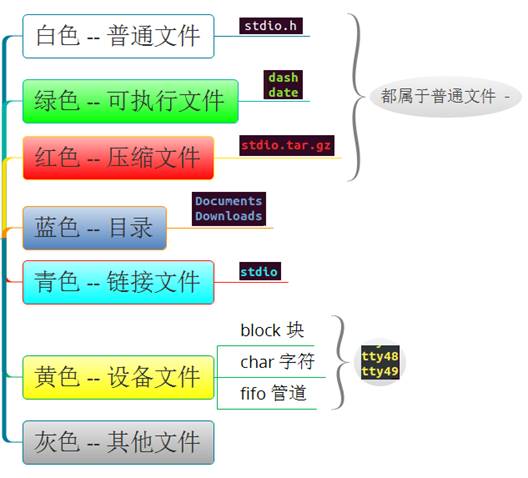 白色 -- 普通文件
stdio.h
绿色 -- 可执行文件
dash
date
都属于普通文件 -
红色 -- 压缩文件
stdio.tar.gz
蓝色 -- 目录
Documents
Downloads
青色 -- 链接文件
stdio
黄色 -- 设备文件
block 块
char 字符
fifo 管道
tty48
tty49
灰色 -- 其他文件